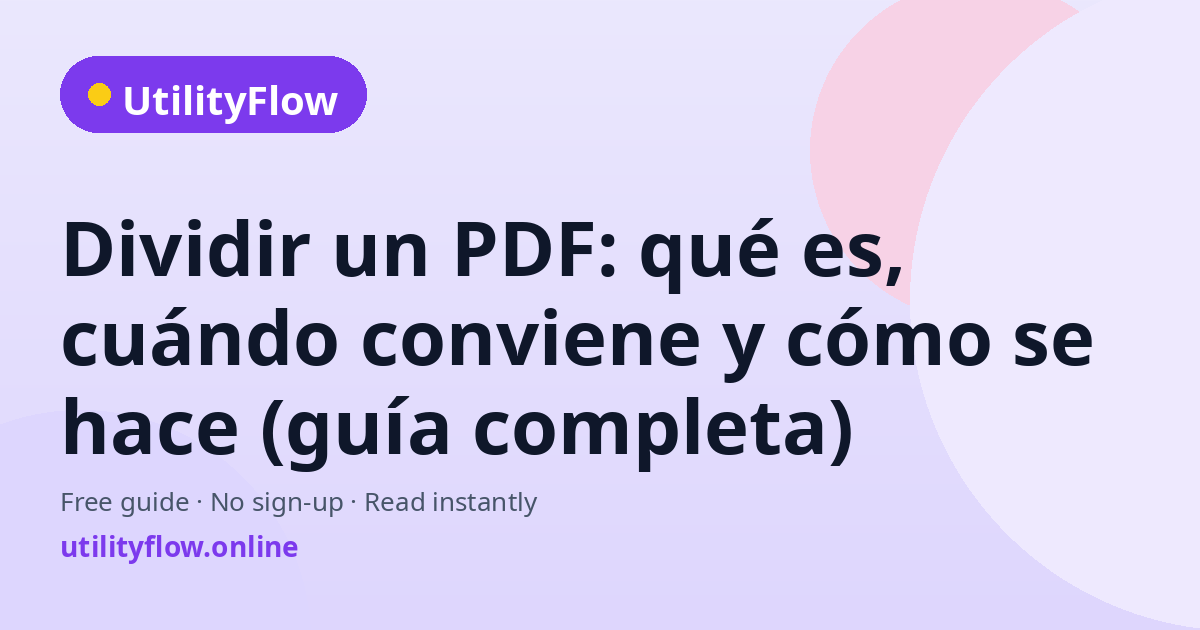 UtilityFlow
Dividir un PDF: qué es,
cuándo conviene y cómo se
hace (guía completa)
Free guide · No sign-up · Read instantly
utilityflow.online